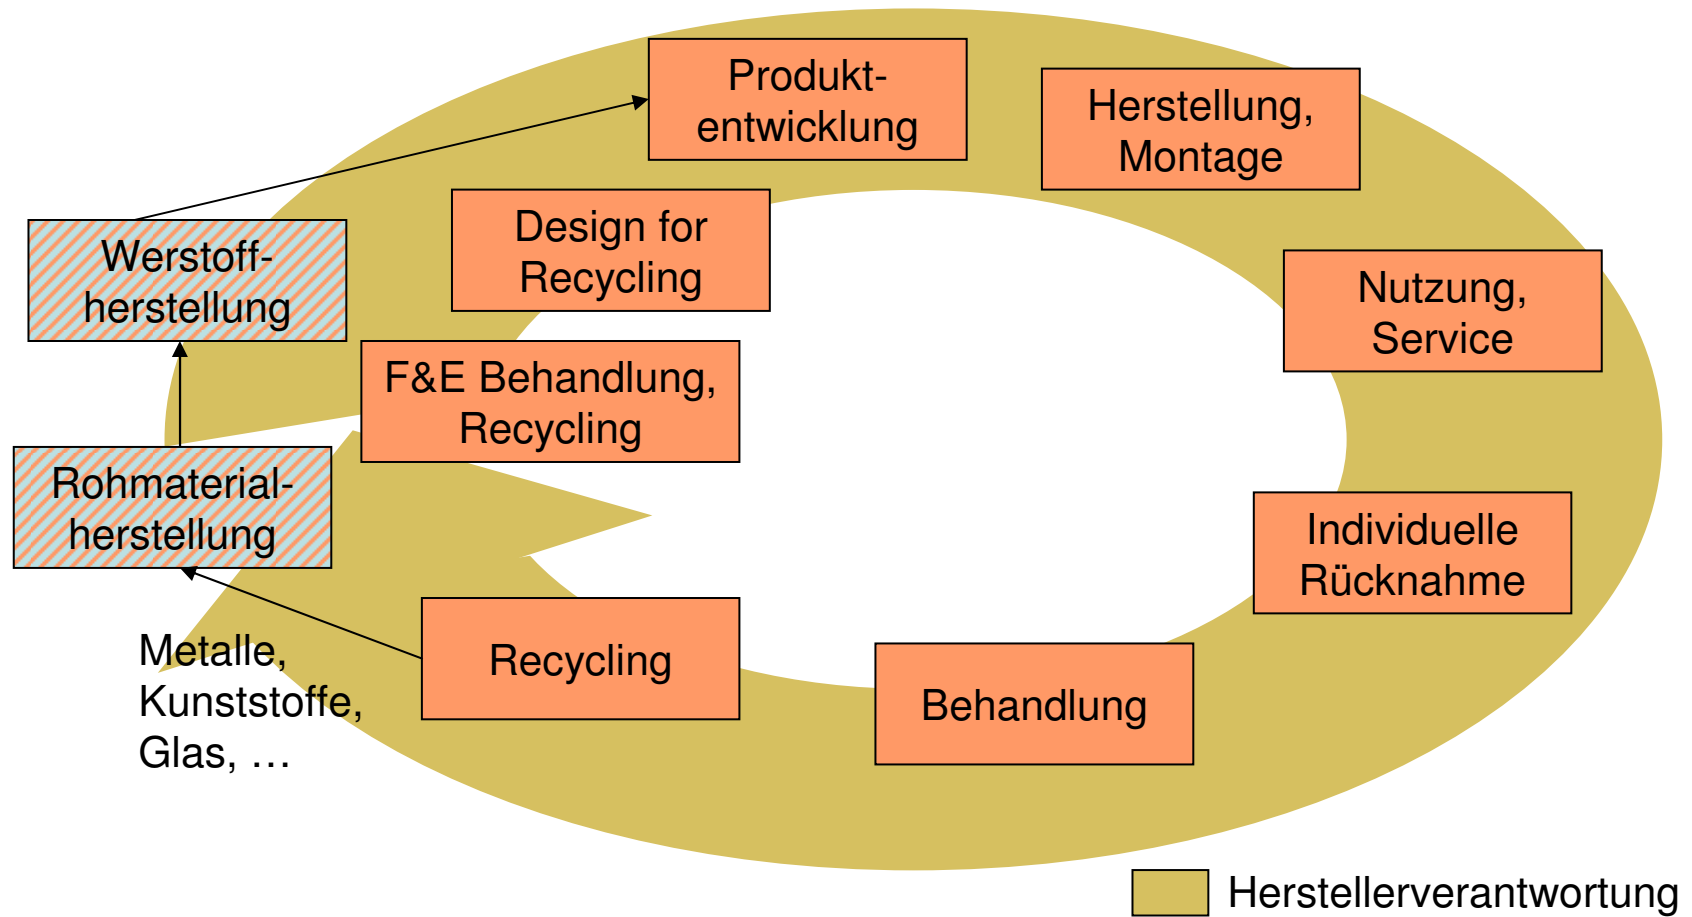 Produkt-
entwicklung
Herstellung,
Montage
Design for
Recycling
Werstoff-
herstellung
Nutzung,
Service
F&E Behandlung,
Recycling
Rohmaterial-
herstellung
Individuelle
Rücknahme
Recycling
Behandlung
Metalle,
Kunststoffe,
Glas, …
Herstellerverantwortung